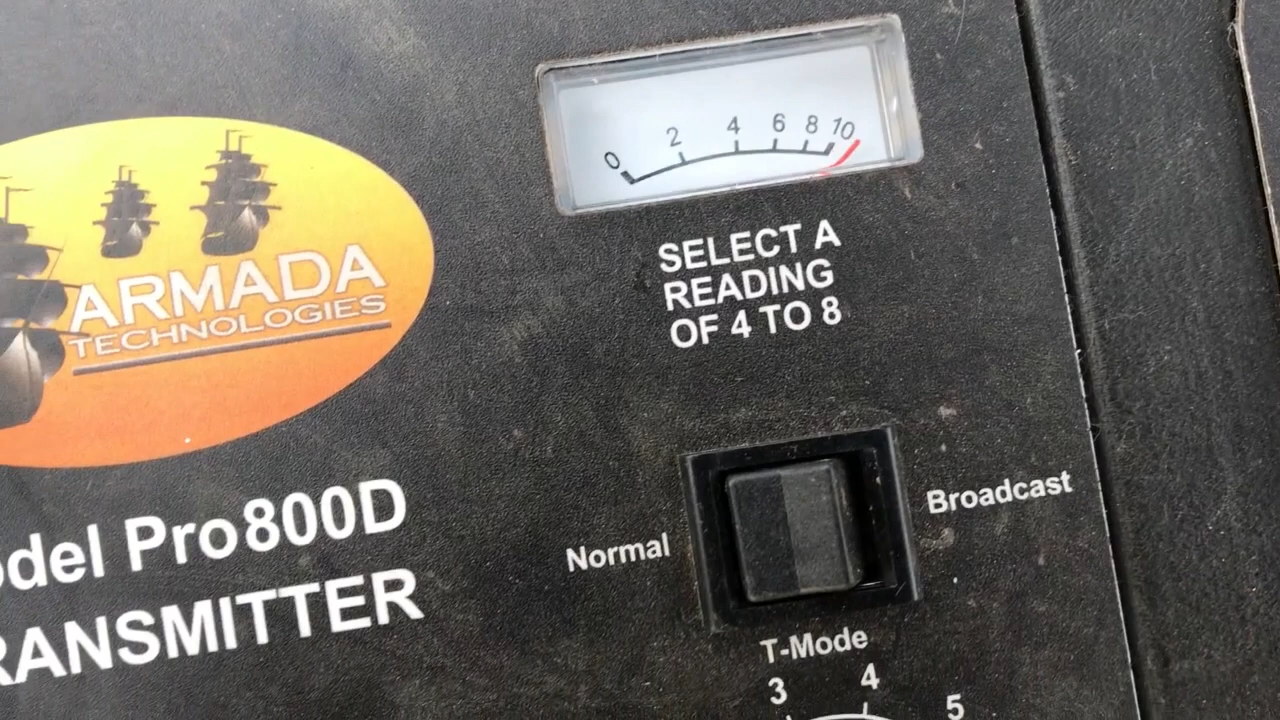 0 2 4 6 8 10
SELECT A
READING
OF 4 TO 8
ARMADA
TECHNOLOGIES
Pro800D
Normal
Broadcast
T-Mode
3 4 5